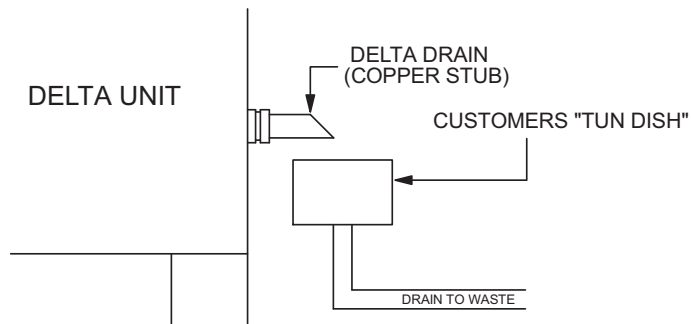 DELTA UNIT
DELTA DRAIN
(COPPER STUB)
CUSTOMERS "TUN DISH"
DRAIN TO WASTE